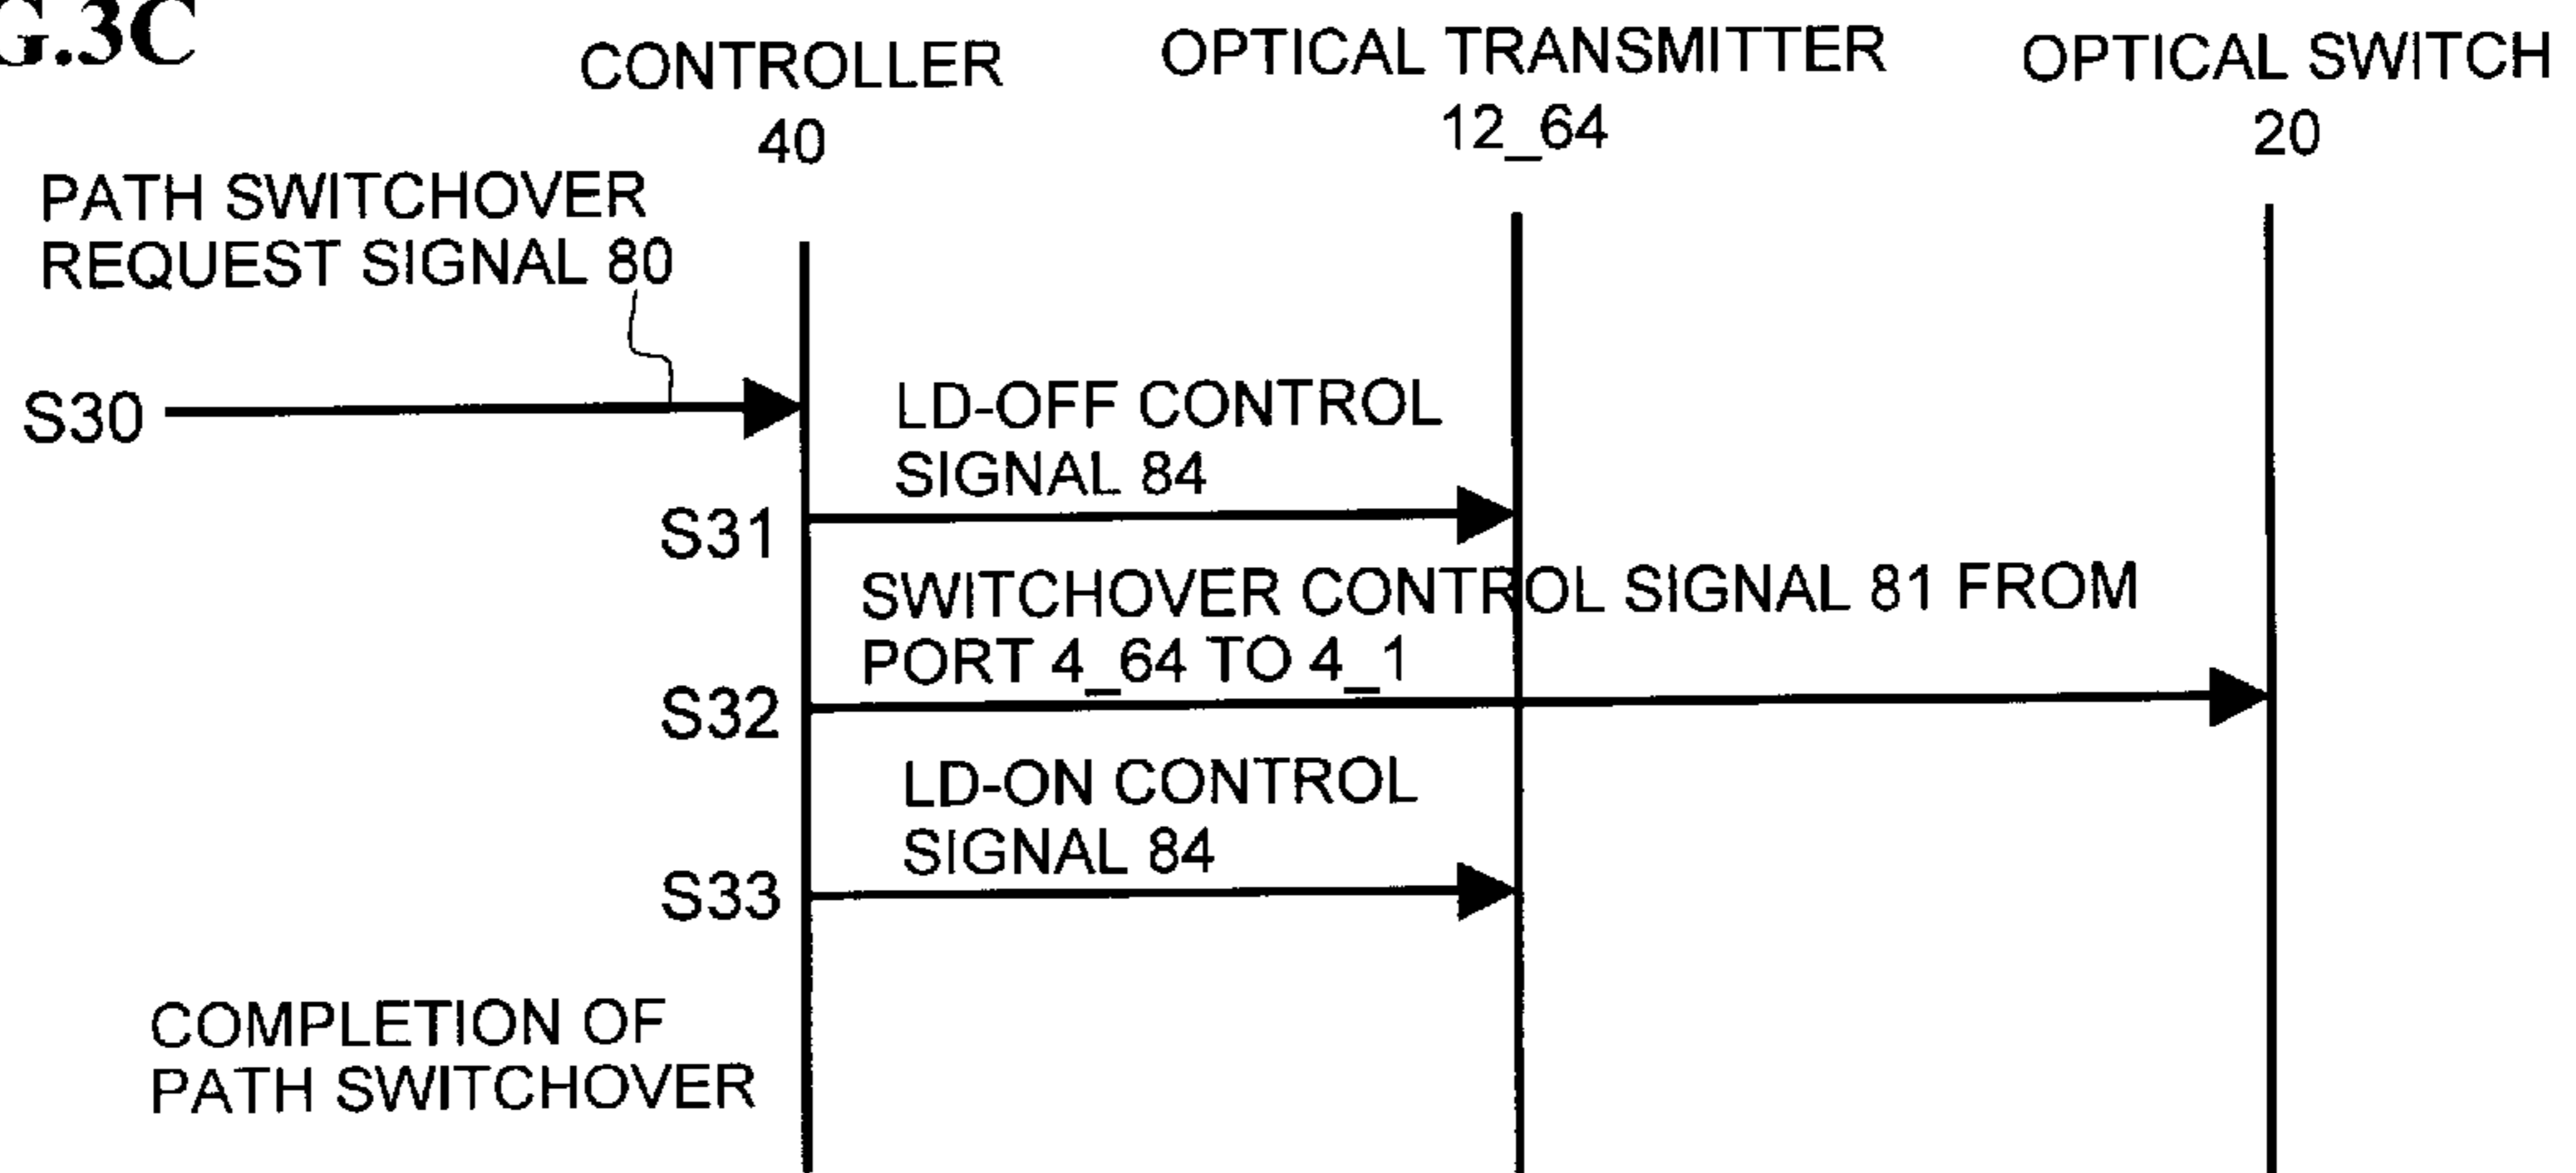 G.3C
CONTROLLER
40
OPTICAL TRANSMITTER
12_64
OPTICAL SWITCH
20
PATH SWITCHOVER
REQUEST SIGNAL 80
S30
LD-OFF CONTROL
SIGNAL 84
S31
SWITCHOVER CONTROL SIGNAL 81 FROM
PORT 4_64 TO 4_1
S32
LD-ON CONTROL
SIGNAL 84
S33
COMPLETION OF
PATH SWITCHOVER